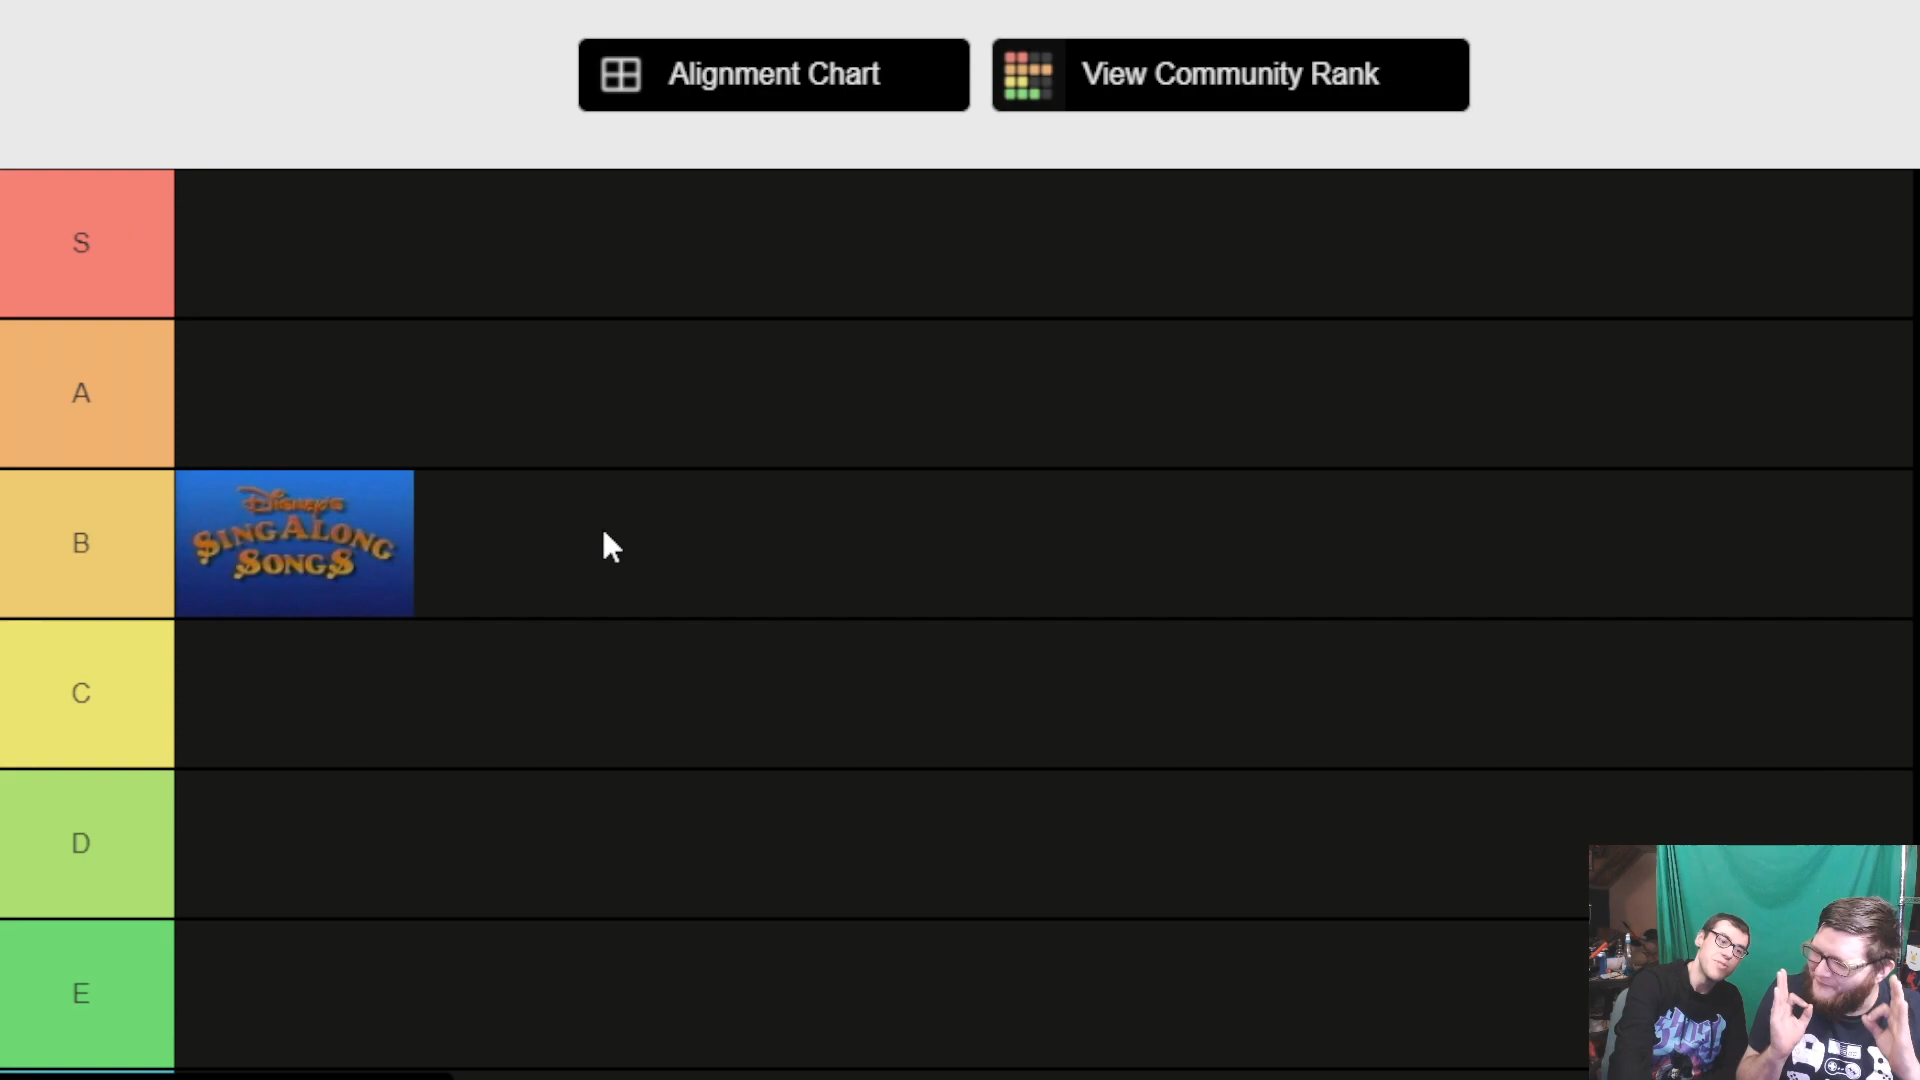 Alignment Chart
View Community Rank
S
A
B
Disney's
Sing Along
Songs
C
D
E